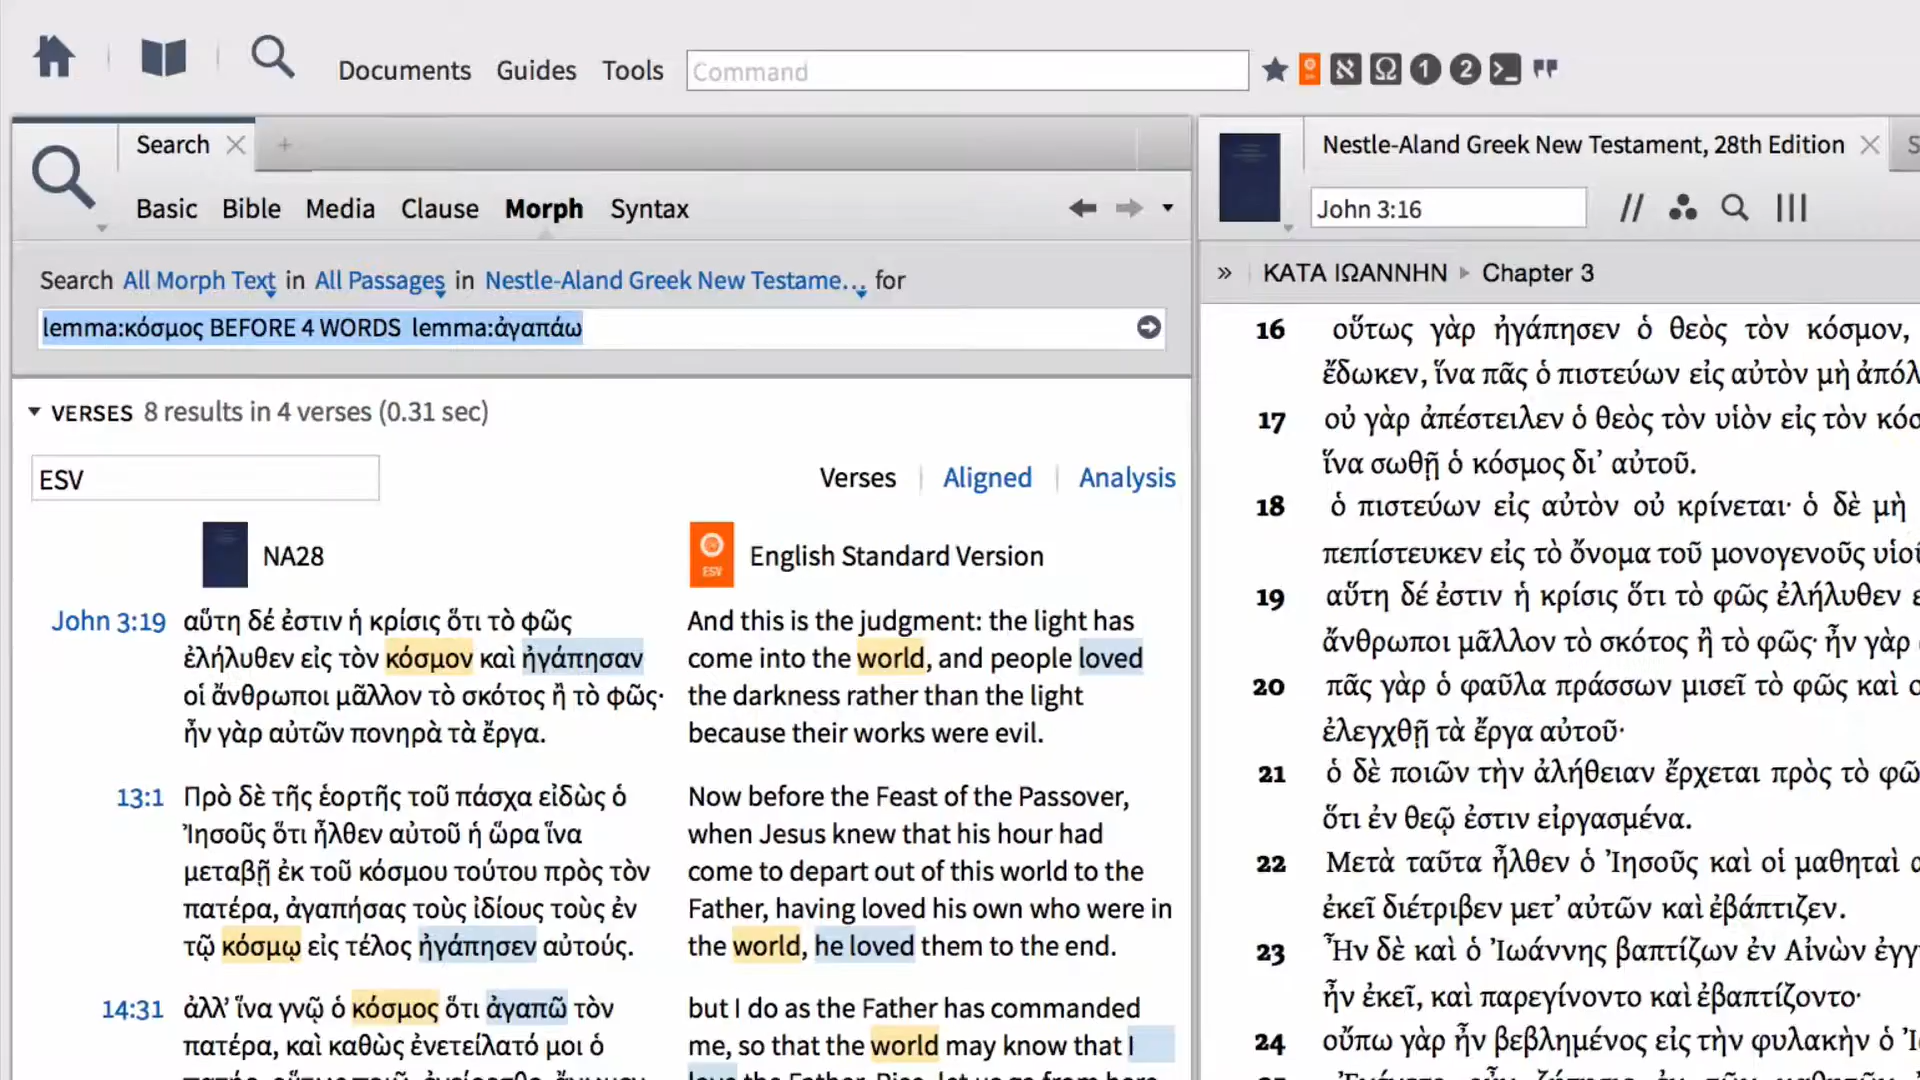 Documents Guides Tools Command
Search
Nestle-Aland Greek New Testament, 28th Edition
Basic Bible Media Clause Morph Syntax
John 3:16
Search All Morph Text in All Passages in Nestle-Aland Greek New Testame... for
lemma:κόσμος BEFORE 4 WORDS lemma:ἀγαπάω
VERSES 8 results in 4 verses (0.31 sec)
ESV
Verses Aligned Analysis
NA28
John 3:19 αὕτη δέ ἐστιν ἡ κρίσις ὅτι τὸ φῶς
ἐλήλυθεν εἰς τὸν κόσμον καὶ ἠγάπησαν
οἱ ἄνθρωποι μᾶλλον τὸ σκότος ἢ τὸ φῶς·
ἦν γὰρ αὐτῶν πονηρὰ τὰ ἔργα.
13:1 Πρὸ δὲ τῆς ἑορτῆς τοῦ πάσχα εἰδὼς ὁ
Ἰησοῦς ὅτι ἦλθεν αὐτοῦ ἡ ὥρα ἵνα
μεταβῇ ἐκ τοῦ κόσμου τούτου πρὸς τὸν
πατέρα, ἀγαπήσας τοὺς ἰδίους τοὺς ἐν
τῷ κόσμῳ εἰς τέλος ἠγάπησεν αὐτούς.
14:31 ἀλλ’ ἵνα γνῷ ὁ κόσμος ὅτι ἀγαπῶ τὸν
πατέρα, καὶ καθὼς ἐνετείλατό μοι ὁ
ESV English Standard Version
And this is the judgment: the light has
come into the world, and people loved
the darkness rather than the light
because their works were evil.
Now before the Feast of the Passover,
when Jesus knew that his hour had
come to depart out of this world to the
Father, having loved his own who were in
the world, he loved them to the end.
but I do as the Father has commanded
me, so that the world may know that I
ΚΑΤΑ ΙΩΑΝΝΗΝ Chapter 3
16 οὕτως γὰρ ἠγάπησεν ὁ θεὸς τὸν κόσμον,
ἔδωκεν, ἵνα πᾶς ὁ πιστεύων εἰς αὐτὸν μὴ ἀπόλ
17 οὐ γὰρ ἀπέστειλεν ὁ θεὸς τὸν υἱὸν εἰς τὸν κόσ
ἵνα σωθῇ ὁ κόσμος δι’ αὐτοῦ.
18 ὁ πιστεύων εἰς αὐτὸν οὐ κρίνεται· ὁ δὲ μὴ
πεπίστευκεν εἰς τὸ ὄνομα τοῦ μονογενοῦς υἱοῦ
19 αὕτη δέ ἐστιν ἡ κρίσις ὅτι τὸ φῶς ἐλήλυθεν ε
ἄνθρωποι μᾶλλον τὸ σκότος ἢ τὸ φῶς· ἦν γὰρ
20 πᾶς γὰρ ὁ φαῦλα πράσσων μισεῖ τὸ φῶς καὶ ο
ἐλεγχθῇ τὰ ἔργα αὐτοῦ·
21 ὁ δὲ ποιῶν τὴν ἀλήθειαν ἔρχεται πρὸς τὸ φῶ
ὅτι ἐν θεῷ ἐστιν εἰργασμένα.
22 Μετὰ ταῦτα ἦλθεν ὁ Ἰησοῦς καὶ οἱ μαθηταὶ α
ἐκεῖ διέτριβεν μετ’ αὐτῶν καὶ ἐβάπτιζεν.
23 Ἦν δὲ καὶ ὁ Ἰωάννης βαπτίζων ἐν Αἰνὼν ἐγγ
ἦν ἐκεῖ, καὶ παρεγίνοντο καὶ ἐβαπτίζοντο·
24 οὔπω γὰρ ἦν βεβλημένος εἰς τὴν φυλακὴν ὁ Ἰ